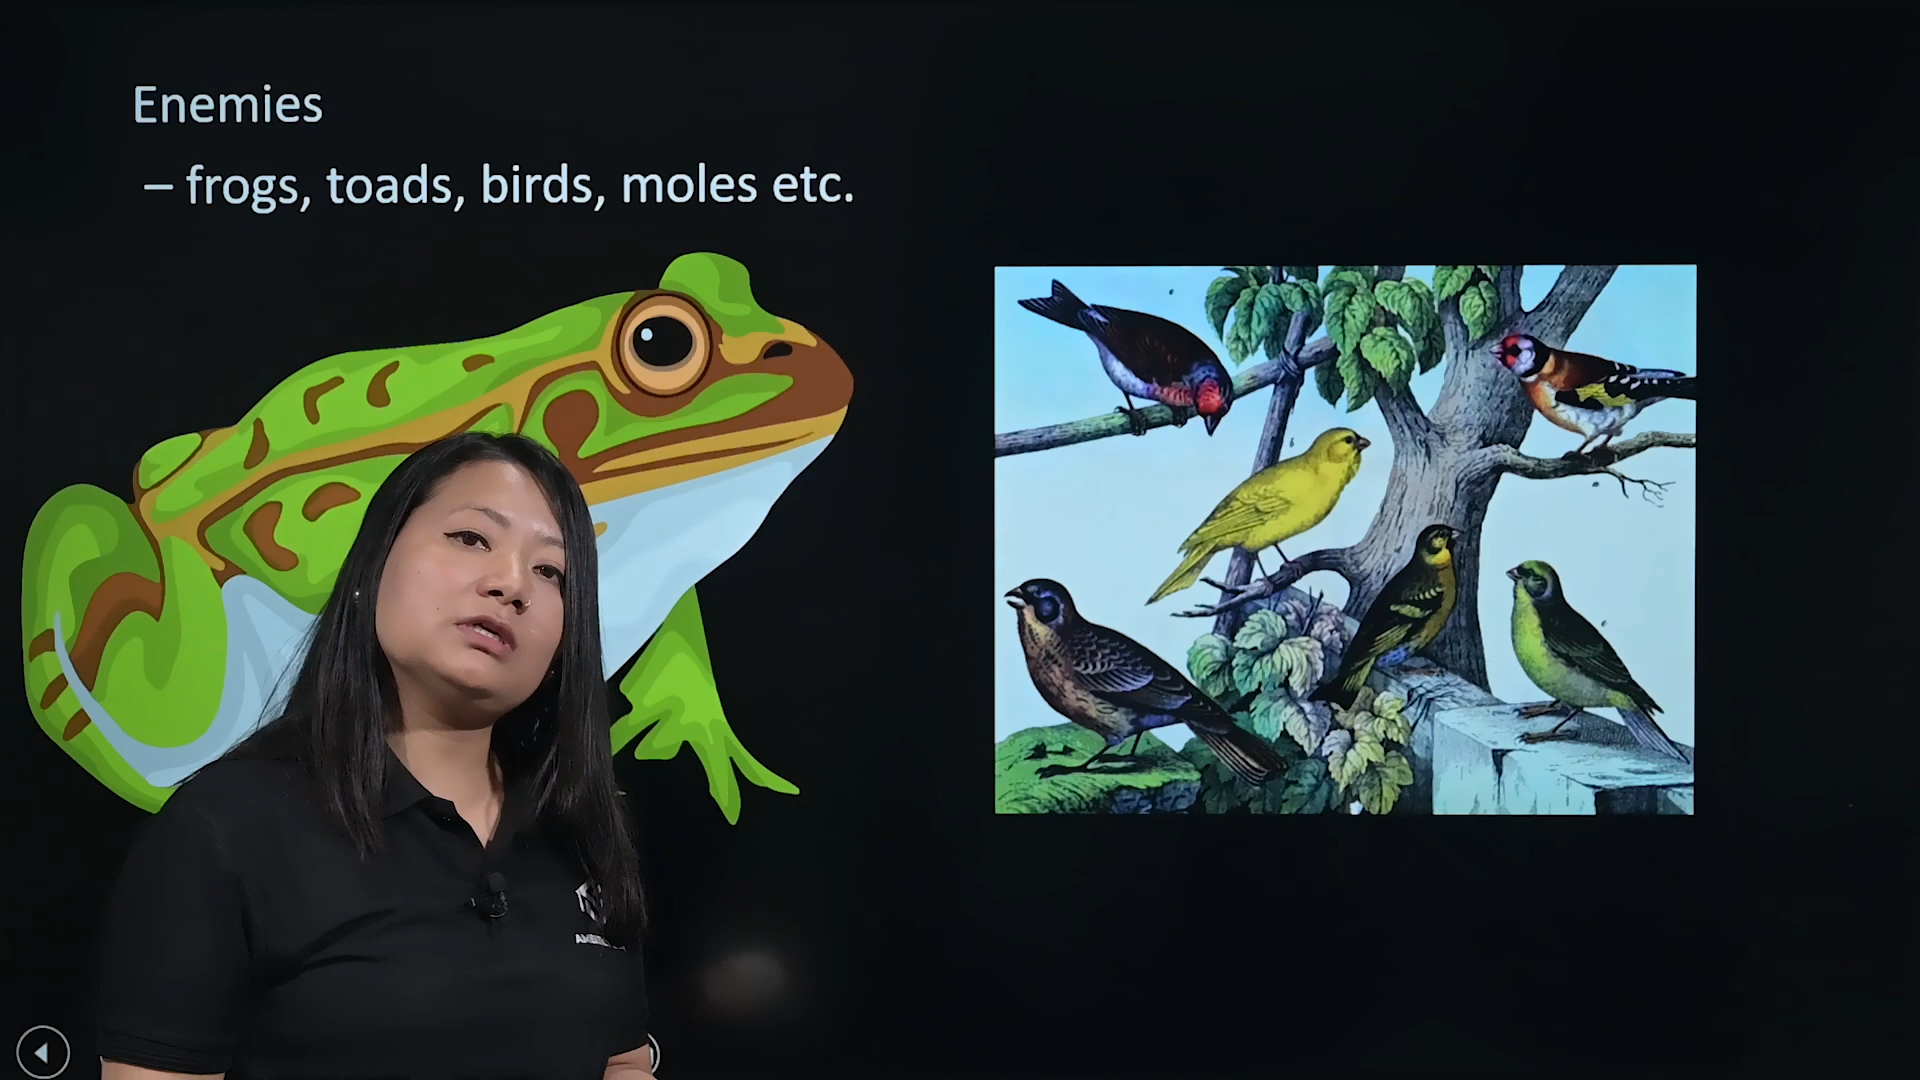 Enemies
– frogs, toads, birds, moles etc.